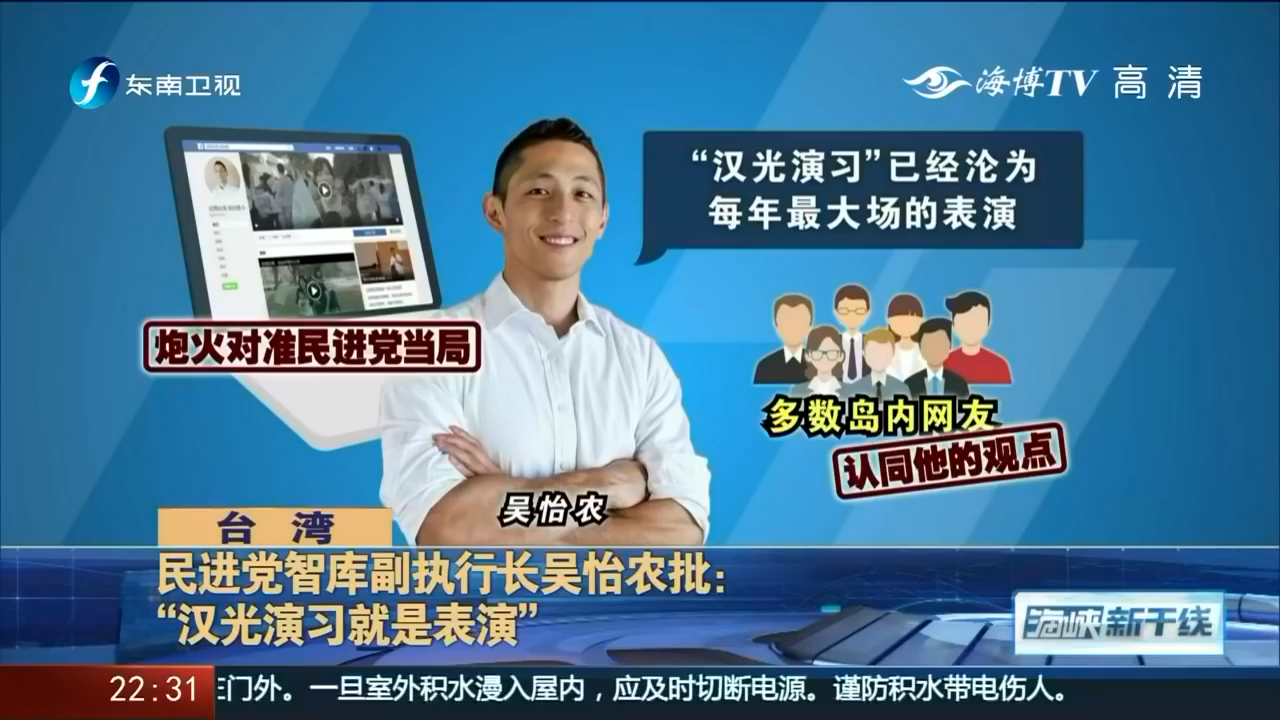 东南卫视
海博TV 高清
“汉光演习”已经沦为
每年最大场的表演
炮火对准民进党当局
多数岛内网友
认同他的观点
吴怡农
台湾
民进党智库副执行长吴怡农批：
“汉光演习就是表演”
海峡新干线
22:31
门外。一旦室外积水漫入屋内，应及时切断电源。谨防积水带电伤人。